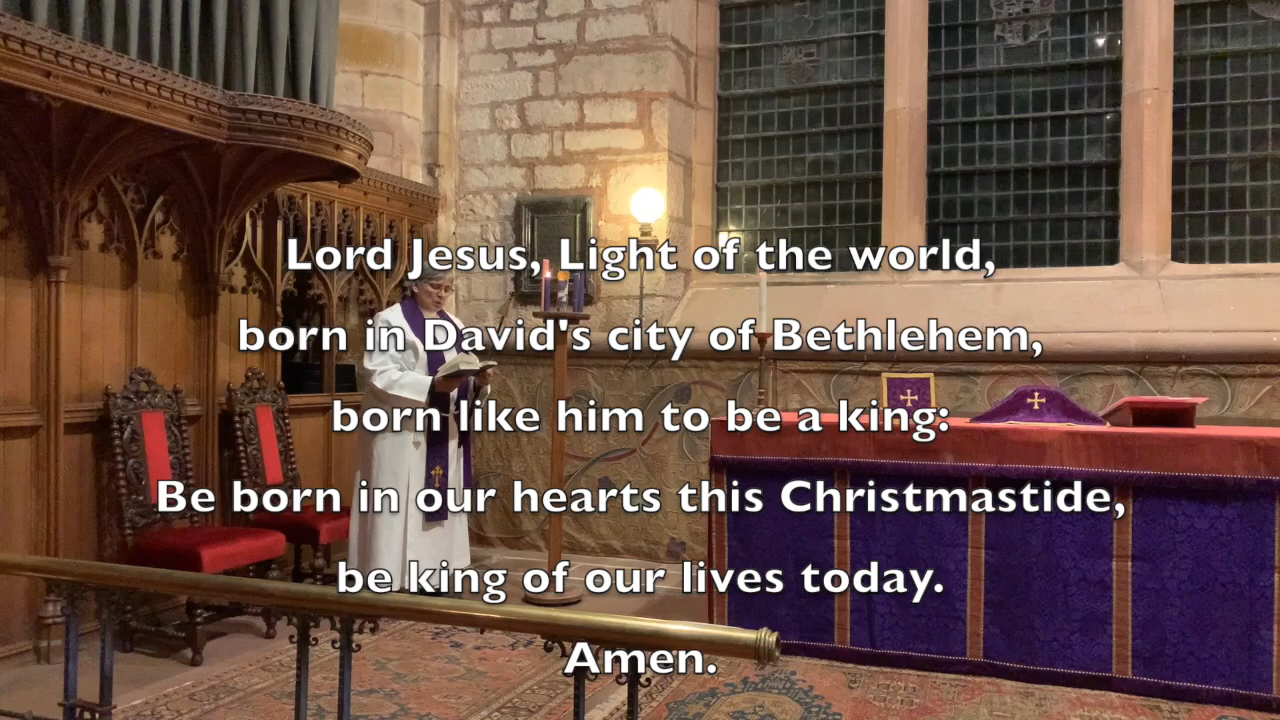 Lord Jesus, Light of the world,
born in David's city of Bethlehem,
born like him to be a king:
Be born in our hearts this Christmastide,
be king of our lives today.
Amen.